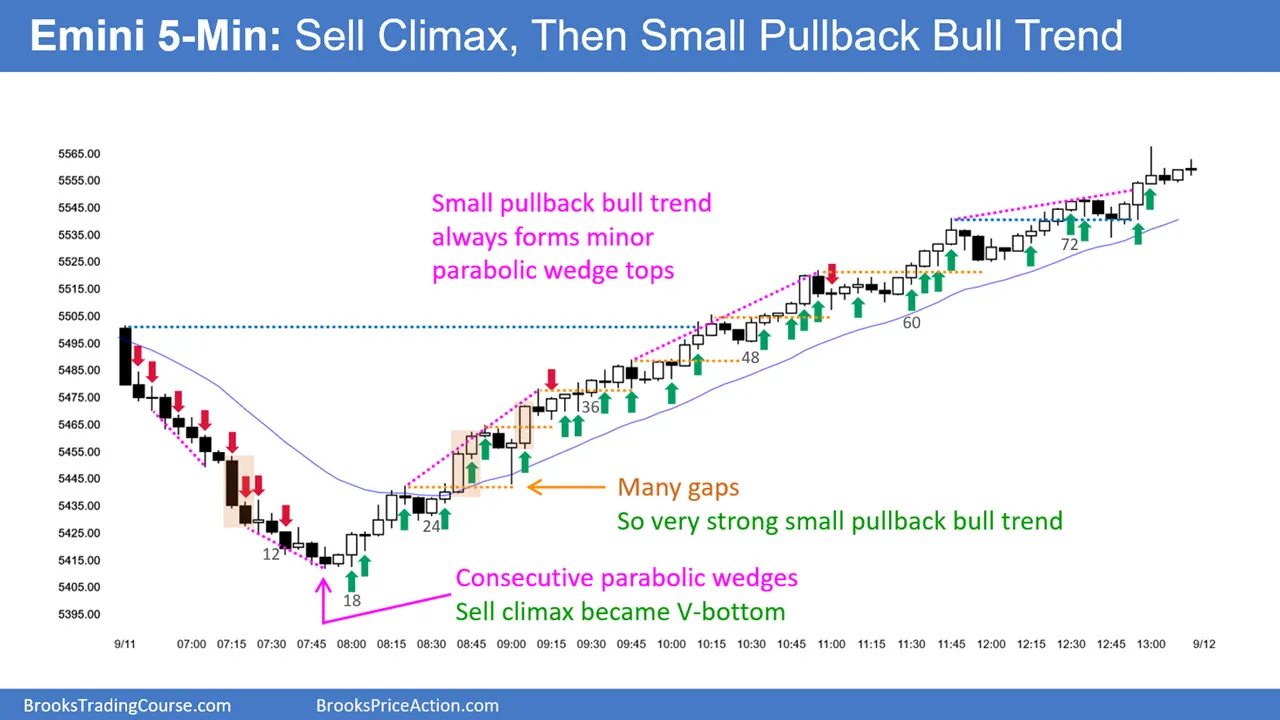 Emini 5-Min: Sell Climax, Then Small Pullback Bull Trend
5565.00
5555.00
5545.00
5535.00
5525.00
5515.00
5505.00
5495.00
5485.00
5475.00
5465.00
5455.00
5445.00
5435.00
5425.00
5415.00
5405.00
5395.00
Small pullback bull trend
always forms minor
parabolic wedge tops
72
60
48
36
24
12
18
Many gaps
So very strong small pullback bull trend
Consecutive parabolic wedges
Sell climax became V-bottom
9/11 07:00 07:15 07:30 07:45 08:00 08:15 08:30 08:45 09:00 09:15 09:30 09:45 10:00 10:15 10:30 10:45 11:00 11:15 11:30 11:45 12:00 12:15 12:30 12:45 13:00 9/12
BrooksTradingCourse.com BrooksPriceAction.com